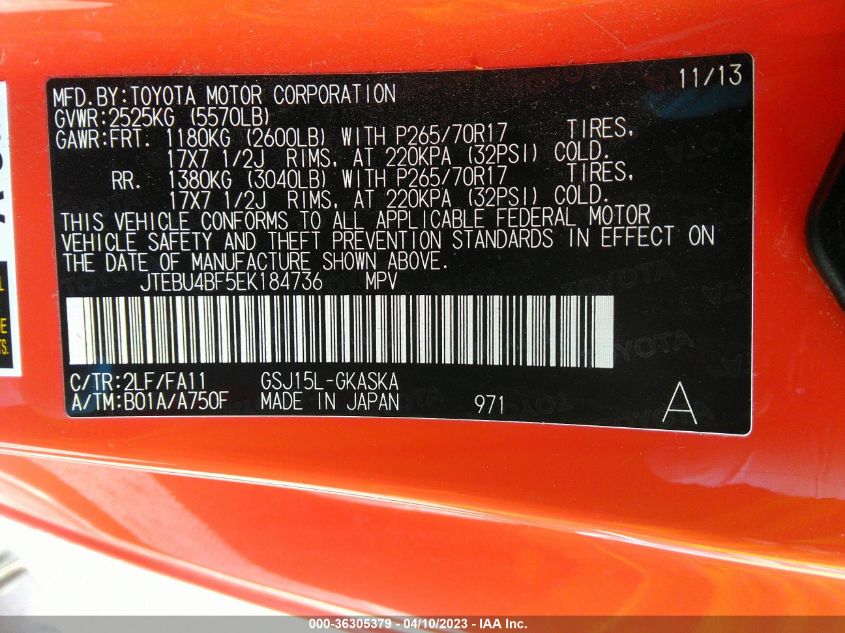 11/13
MFD.BY:TOYOTA MOTOR CORPORATION
GVWR:2525KG (5570LB)
GAWR:FRT. 1180KG (2600LB) WITH P265/70R17 TIRES,
17X7 1/2J RIMS, AT 220KPA (32PSI) COLD.
RR. 1380KG (3040LB) WITH P265/70R17 TIRES,
17X7 1/2J RIMS, AT 220KPA (32PSI) COLD.
THIS VEHICLE CONFORMS TO ALL APPLICABLE FEDERAL MOTOR
VEHICLE SAFETY AND THEFT PREVENTION STANDARDS IN EFFECT ON
THE DATE OF MANUFACTURE SHOWN ABOVE.
JTEBU4BF5EK184736 MPV
C/TR:2LF/FA11 GSJ15L-GKASKA
A/TM:B01A/A750F MADE IN JAPAN 971 A
000-36305379 - 04/10/2023 - IAA Inc.